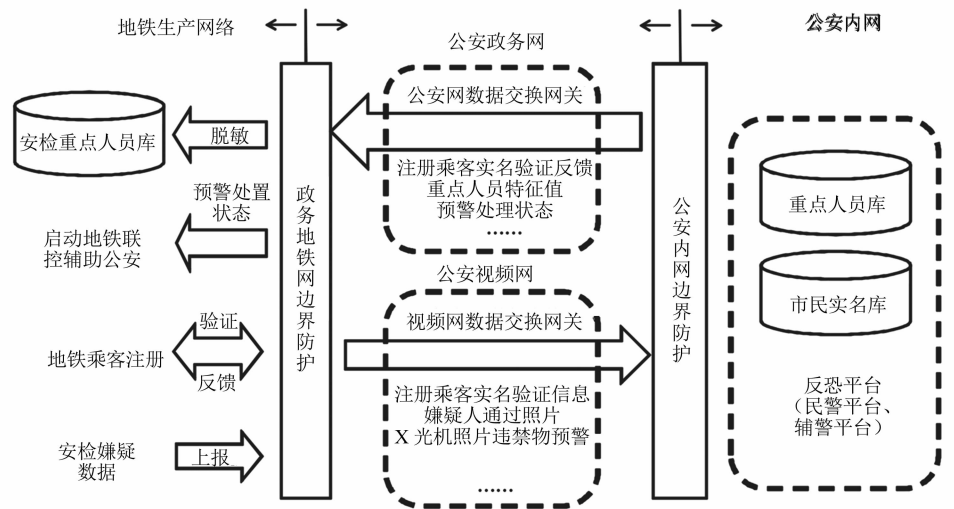 地铁生产网络
公安政务网
公安内网
公安网数据交换网关
注册乘客实名验证反馈
重点人员特征值
预警处理状态
……
安检重点人员库
脱敏
预警处置
状态
启动地铁联
控辅助公安
地铁乘客注册
验证
反馈
安检嫌疑
数据
上报
政务地铁网边界防护
公安视频网
视频网数据交换网关
注册乘客实名验证信息
嫌疑人通过照片
X 光机照片违禁物预警
……
公安内网边界防护
重点人员库
市民实名库
反恐平台
（民警平台、
辅警平台）